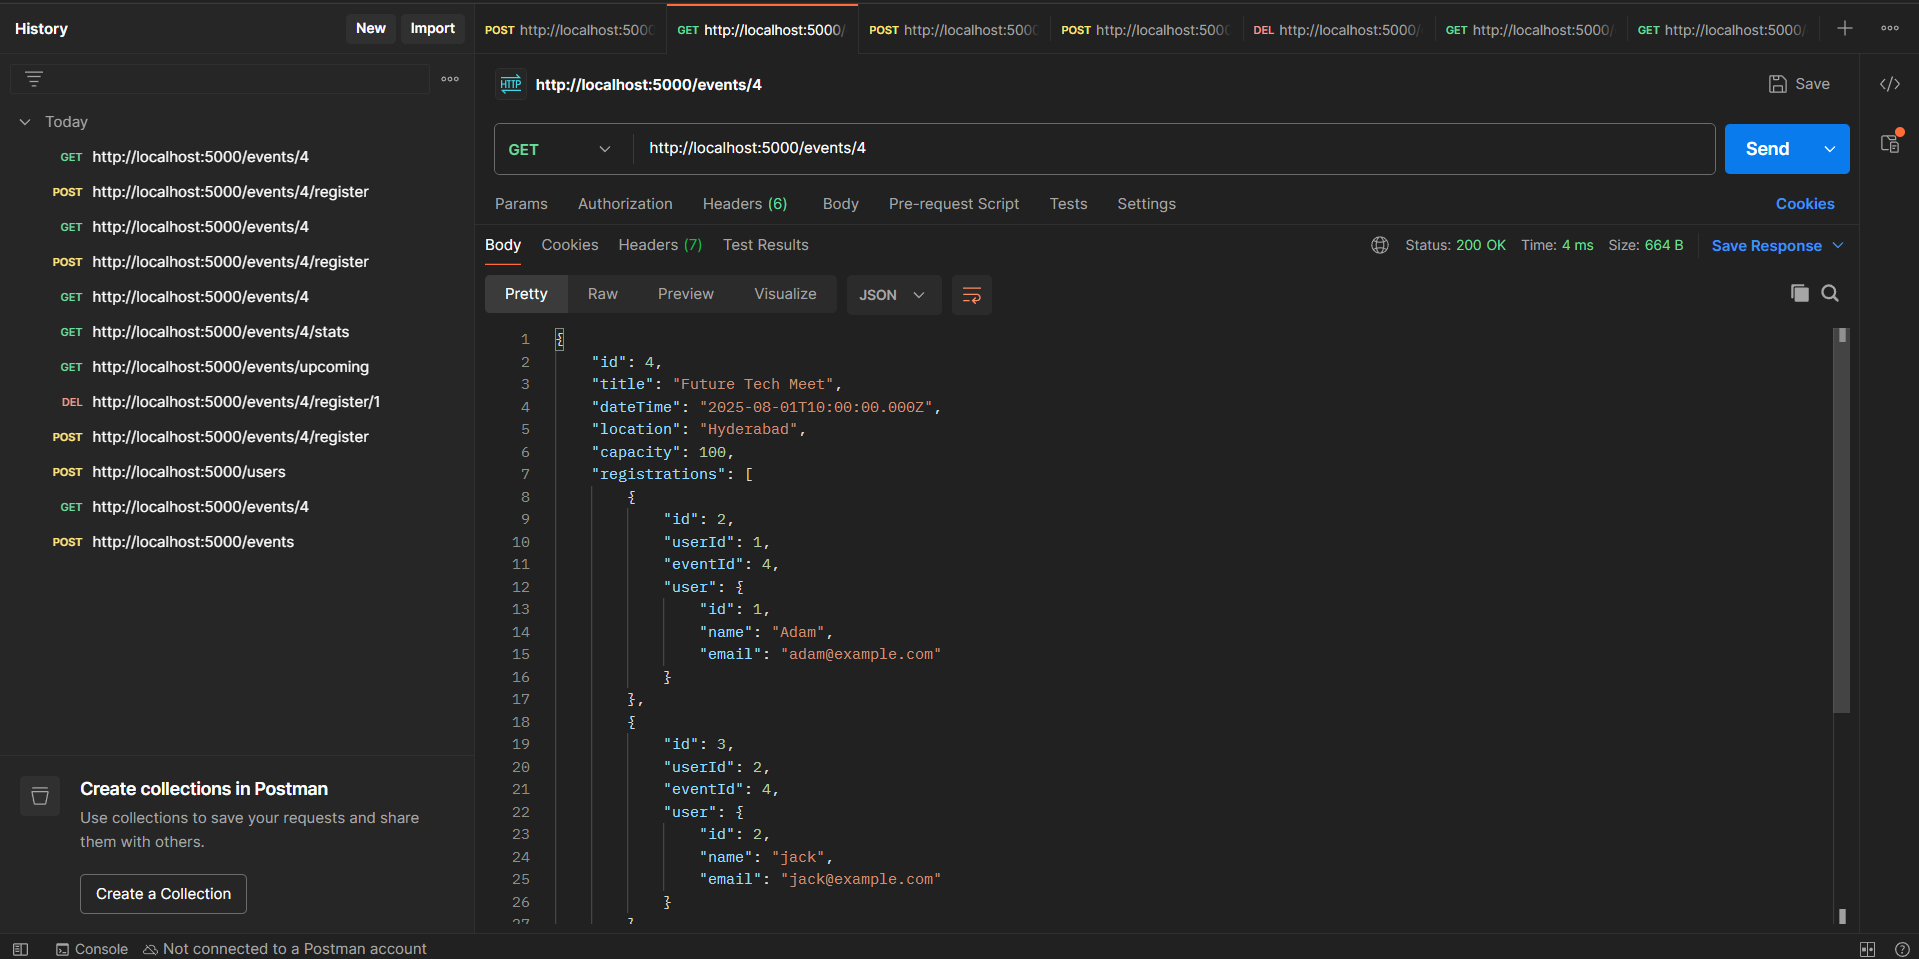 History
New
Import
POST http://localhost:5000
GET http://localhost:5000/
POST http://localhost:5000
POST http://localhost:500
DEL http://localhost:5000/
GET http://localhost:5000/
GET http://localhost:5000/
Today
GET http://localhost:5000/events/4
POST http://localhost:5000/events/4/register
GET http://localhost:5000/events/4
POST http://localhost:5000/events/4/register
GET http://localhost:5000/events/4
GET http://localhost:5000/events/4/stats
GET http://localhost:5000/events/upcoming
DEL http://localhost:5000/events/4/register/1
POST http://localhost:5000/events/4/register
POST http://localhost:5000/users
GET http://localhost:5000/events/4
POST http://localhost:5000/events
Create collections in Postman
Use collections to save your requests and share
them with others.
Create a Collection
HTTP http://localhost:5000/events/4
Save
GET http://localhost:5000/events/4
Send
Params Authorization Headers (6) Body Pre-request Script Tests Settings Cookies
Body Cookies Headers (7) Test Results Status: 200 OK Time: 4 ms Size: 664 B Save Response
Pretty Raw Preview Visualize JSON
1 {
2 "id": 4,
3 "title": "Future Tech Meet",
4 "dateTime": "2025-08-01T10:00:00.000Z",
5 "location": "Hyderabad",
6 "capacity": 100,
7 "registrations": [
8 {
9 "id": 2,
10 "userId": 1,
11 "eventId": 4,
12 "user": {
13 "id": 1,
14 "name": "Adam",
15 "email": "adam@example.com"
16 }
17 },
18 {
19 "id": 3,
20 "userId": 2,
21 "eventId": 4,
22 "user": {
23 "id": 2,
24 "name": "jack",
25 "email": "jack@example.com"
26 }
27 }
Console Not connected to a Postman account